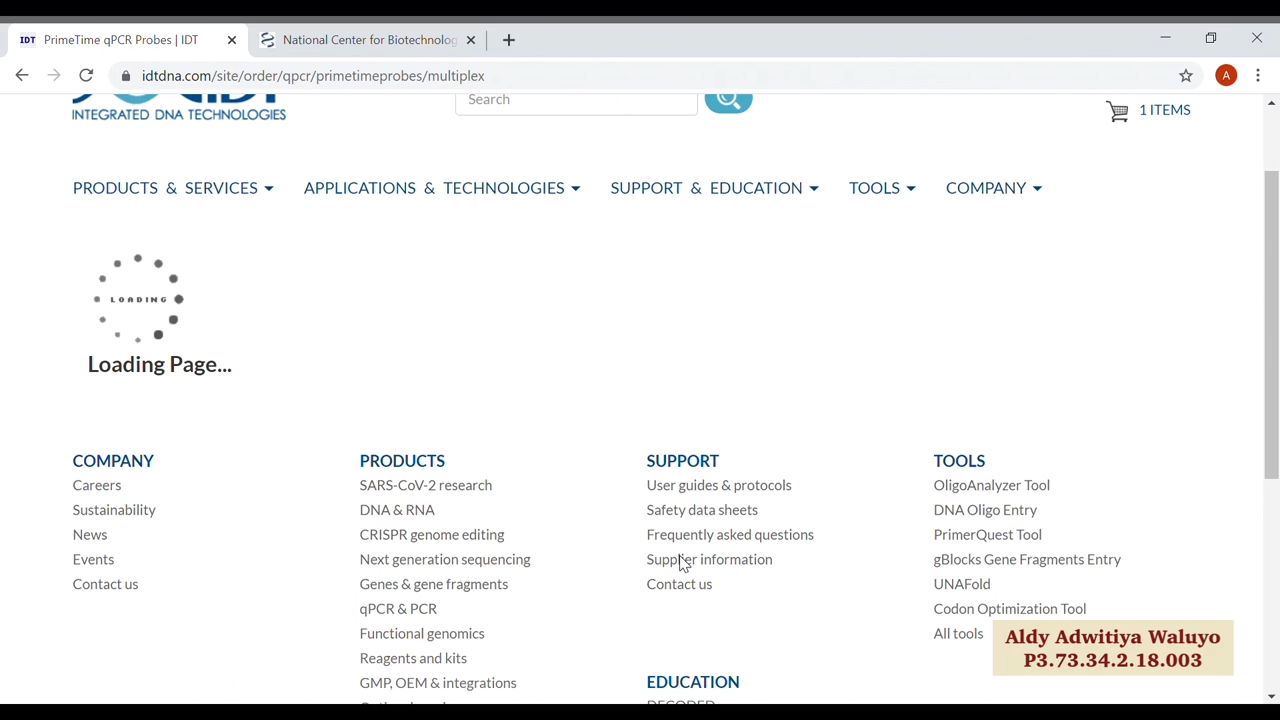 IDT PrimeTime qPCR Probes | IDT
National Center for Biotechnolog
idtdna.com/site/order/qpcr/primetimeprobes/multiplex
A
INTEGRATED DNA TECHNOLOGIES
Search
1 ITEMS
PRODUCTS & SERVICES
APPLICATIONS & TECHNOLOGIES
SUPPORT & EDUCATION
TOOLS
COMPANY
LOADING
Loading Page...
COMPANY
Careers
Sustainability
News
Events
Contact us
PRODUCTS
SARS-CoV-2 research
DNA & RNA
CRISPR genome editing
Next generation sequencing
Genes & gene fragments
qPCR & PCR
Functional genomics
Reagents and kits
GMP, OEM & integrations
SUPPORT
User guides & protocols
Safety data sheets
Frequently asked questions
Supplier information
Contact us
EDUCATION
DECODED
TOOLS
OligoAnalyzer Tool
DNA Oligo Entry
PrimerQuest Tool
gBlocks Gene Fragments Entry
UNAFold
Codon Optimization Tool
All tools
Aldy Adwitiya Waluyo
P3.73.34.2.18.003